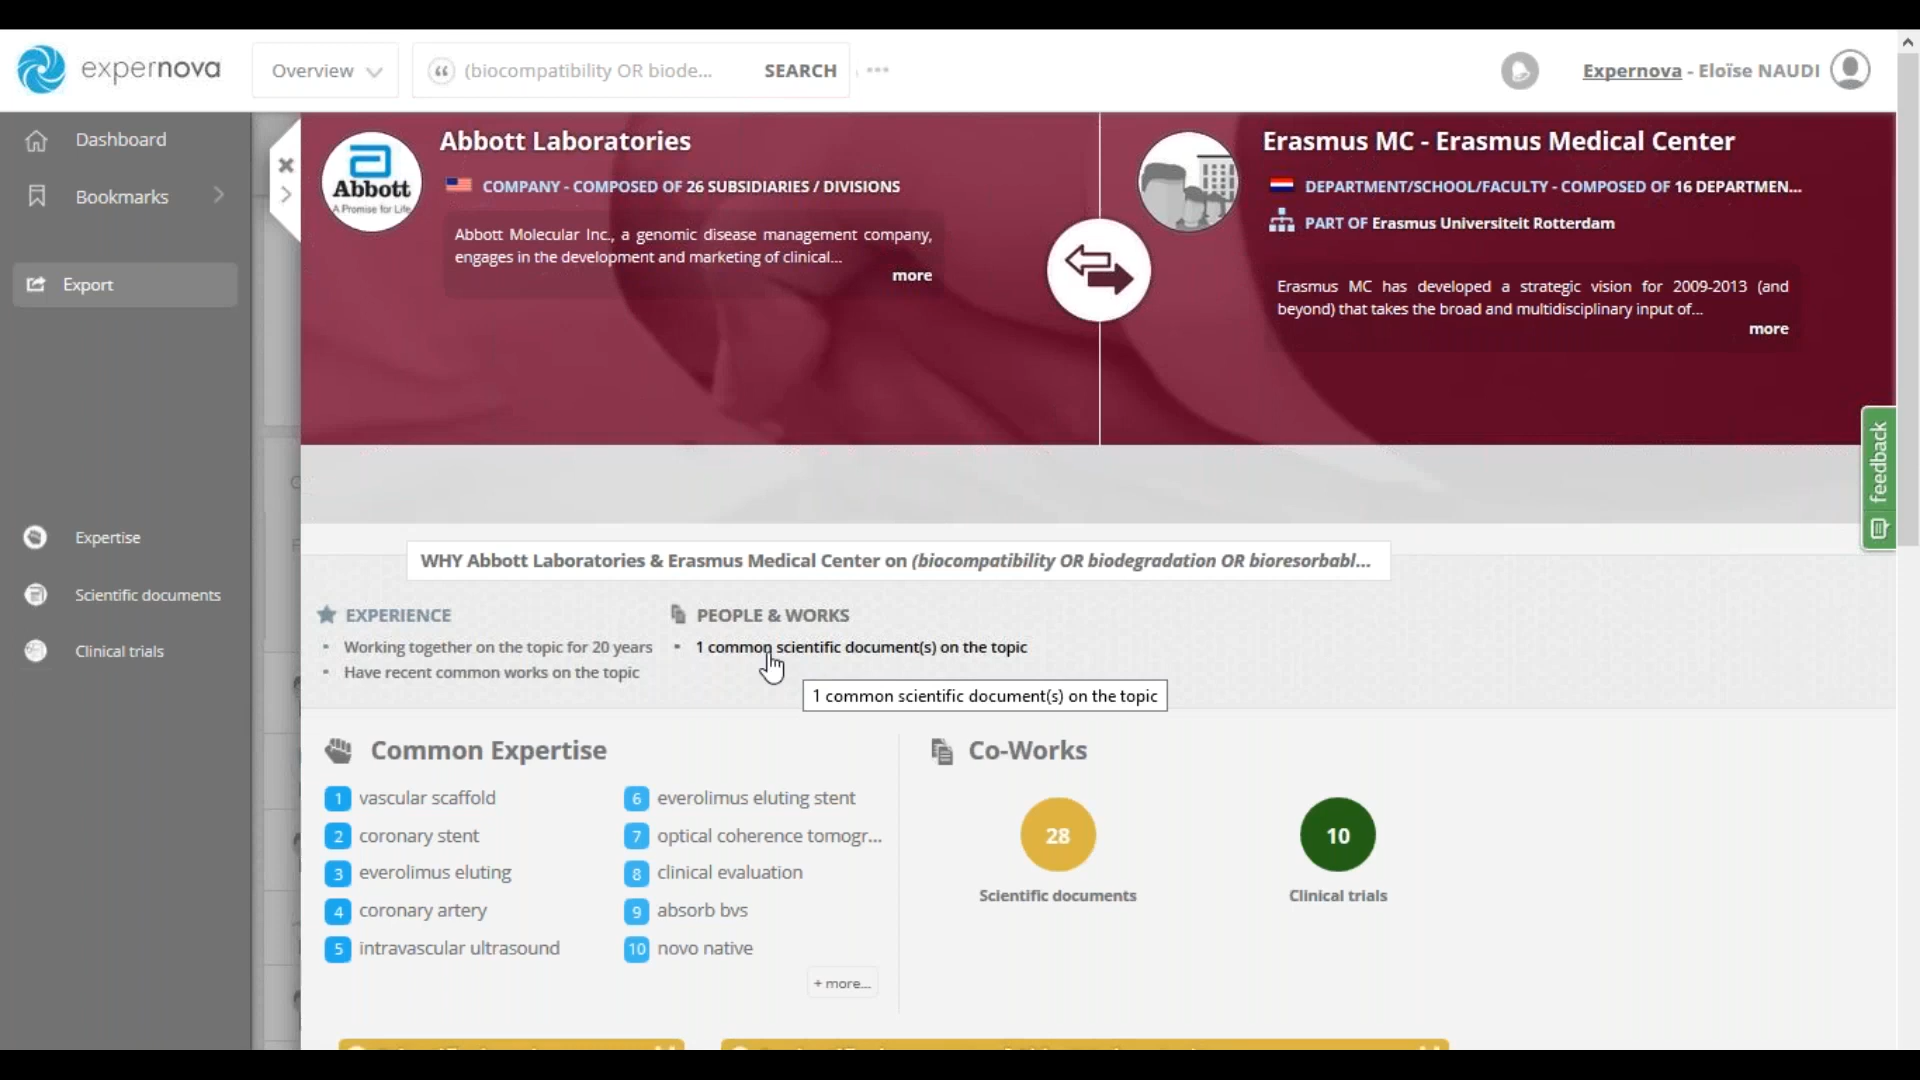 expernova
Overview
(biocompatibility OR biode...
SEARCH
Expernova - Eloïse NAUDI
Dashboard
Bookmarks
Export
Expertise
Scientific documents
Clinical trials
Abbott
A Promise for Life
Abbott Laboratories
COMPANY - COMPOSED OF 26 SUBSIDIARIES / DIVISIONS
Abbott Molecular Inc., a genomic disease management company,
engages in the development and marketing of clinical...
more
Erasmus MC - Erasmus Medical Center
DEPARTMENT/SCHOOL/FACULTY - COMPOSED OF 16 DEPARTMEN...
PART OF Erasmus Universiteit Rotterdam
Erasmus MC has developed a strategic vision for 2009-2013 (and
beyond) that takes the broad and multidisciplinary input of...
more
feedback
WHY Abbott Laboratories & Erasmus Medical Center on (biocompatibility OR biodegradation OR bioresorbabl...
EXPERIENCE
Working together on the topic for 20 years
Have recent common works on the topic
PEOPLE & WORKS
1 common scientific document(s) on the topic
1 common scientific document(s) on the topic
Common Expertise
1 vascular scaffold
2 coronary stent
3 everolimus eluting
4 coronary artery
5 intravascular ultrasound
6 everolimus eluting stent
7 optical coherence tomogr...
8 clinical evaluation
9 absorb bvs
10 novo native
+ more...
Co-Works
28
Scientific documents
10
Clinical trials